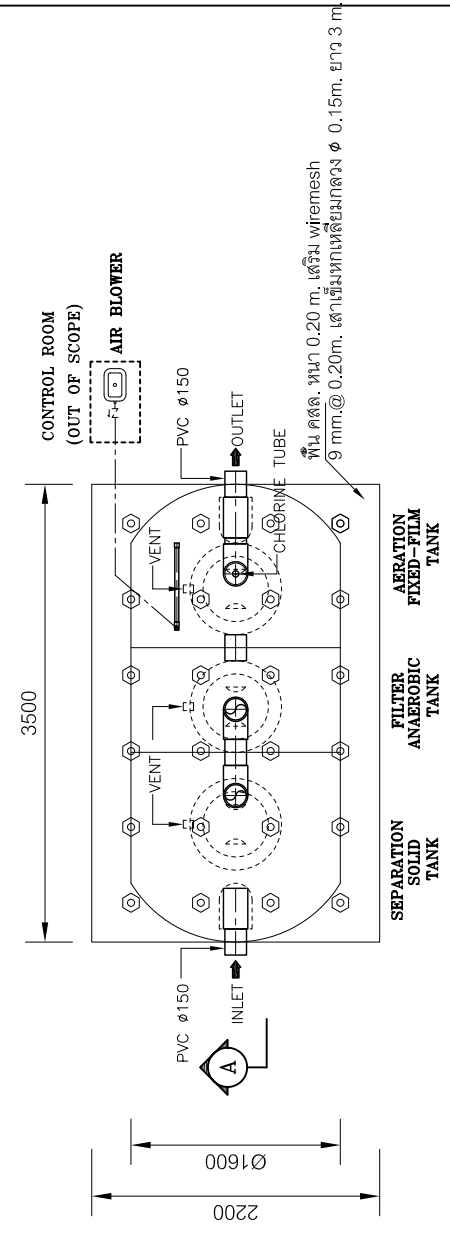 CONTROL ROOM
(OUT OF SCOPE)
AIR BLOWER
3500
PVC ø150
OUTLET
VENT
CHLORINE TUBE
VENT
PVC ø150
INLET
A
Ø1600
2200
SEPARATION
SOLID
TANK
FILTER
ANAEROBIC
TANK
AERATION
FIXED-FILM
TANK
พื้น คสล. หนา 0.20 m. เสริม wiremesh
9 mm.@ 0.20m. เสาเข็มหกเหลี่ยมกลวง ø 0.15m. ยาว 3 m.